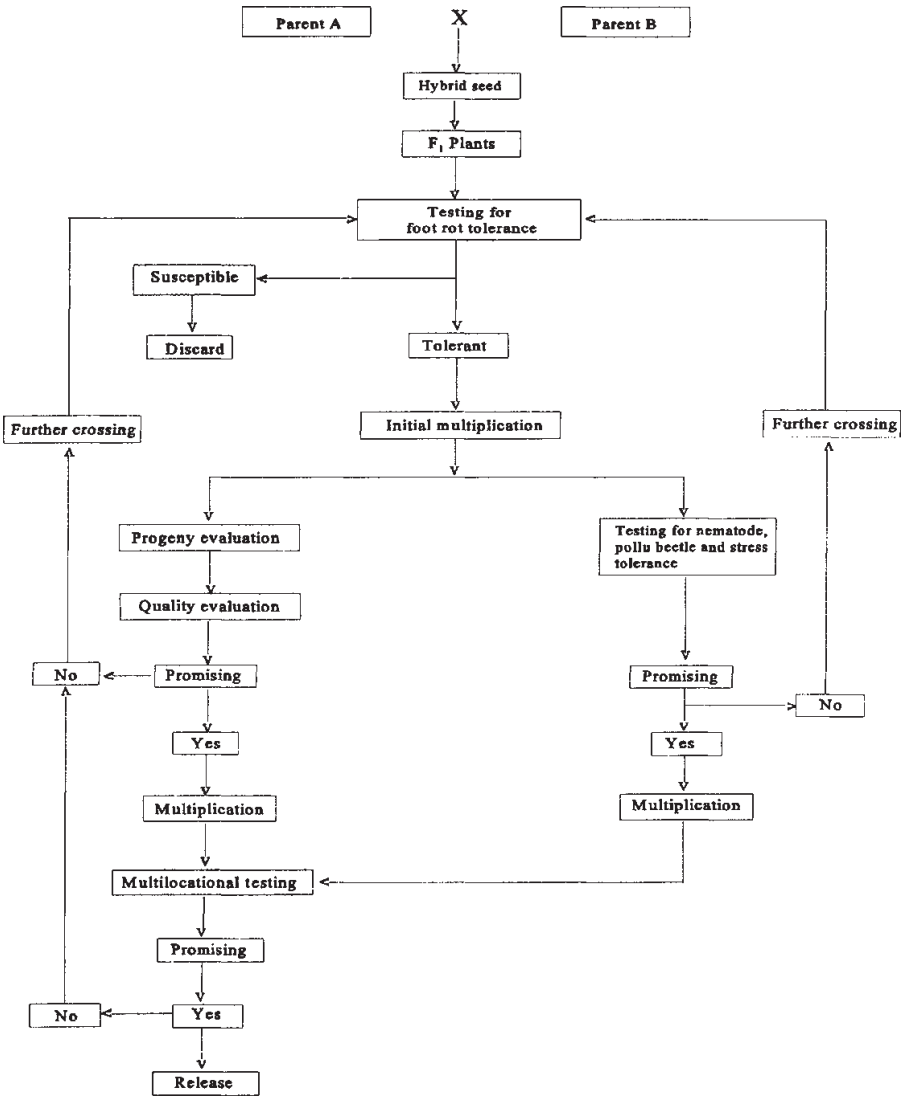 Parent A
X
Parent B
Hybrid seed
F₁ Plants
Testing for
foot rot tolerance
Susceptible
Discard
Tolerant
Further crossing
Initial multiplication
Further crossing
Progeny evaluation
Testing for nematode,
pollu beetle and stress
tolerance
Quality evaluation
No
Promising
Promising
No
Yes
Yes
Multiplication
Multiplication
Multilocational testing
Promising
No
Yes
Release